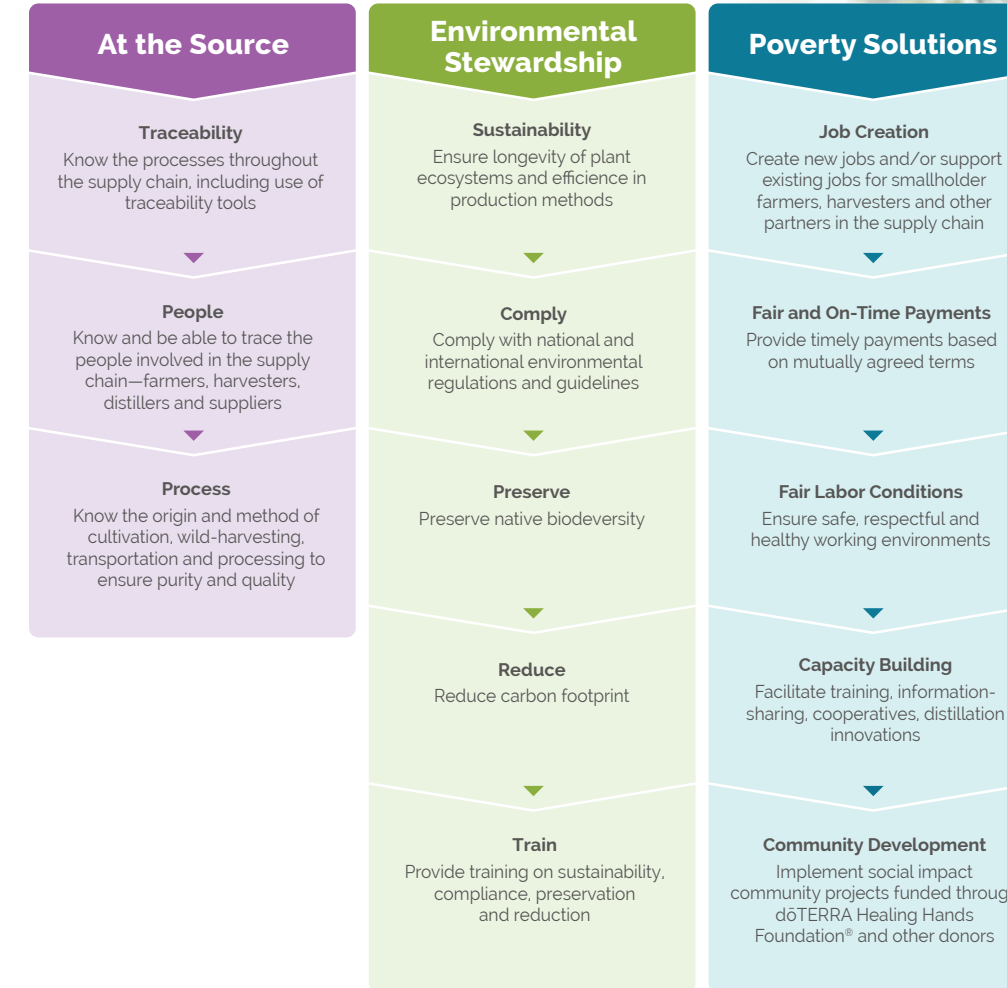 At the Source
Traceability
Know the processes throughout
the supply chain, including use of
traceability tools
People
Know and be able to trace the
people involved in the supply
chain—farmers, harvesters,
distillers and suppliers
Process
Know the origin and method of
cultivation, wild-harvesting,
transportation and processing to
ensure purity and quality
Environmental
Stewardship
Sustainability
Ensure longevity of plant
ecosystems and efficience in
production methods
Comply
Comply with national and
international environmental
regulations and guidelines
Preserve
Preserve native biodeversity
Reduce
Reduce carbon footprint
Train
Provide training on sustainability,
compliance, preservation
and reduction
Poverty Solutions
Job Creation
Create new jobs and/or support
existing jobs for smallholder
farmers, harvesters and other
partners in the supply chain
Fair and On-Time Payments
Provide timely payments based
on mutually agreed terms
Fair Labor Conditions
Ensure safe, respectful and
healthy working environments
Capacity Building
Facilitate training, information-
sharing, cooperatives, distillation
innovations
Community Development
Implement social impact
community projects funded throug
dōTERRA Healing Hands
Foundation® and other donors